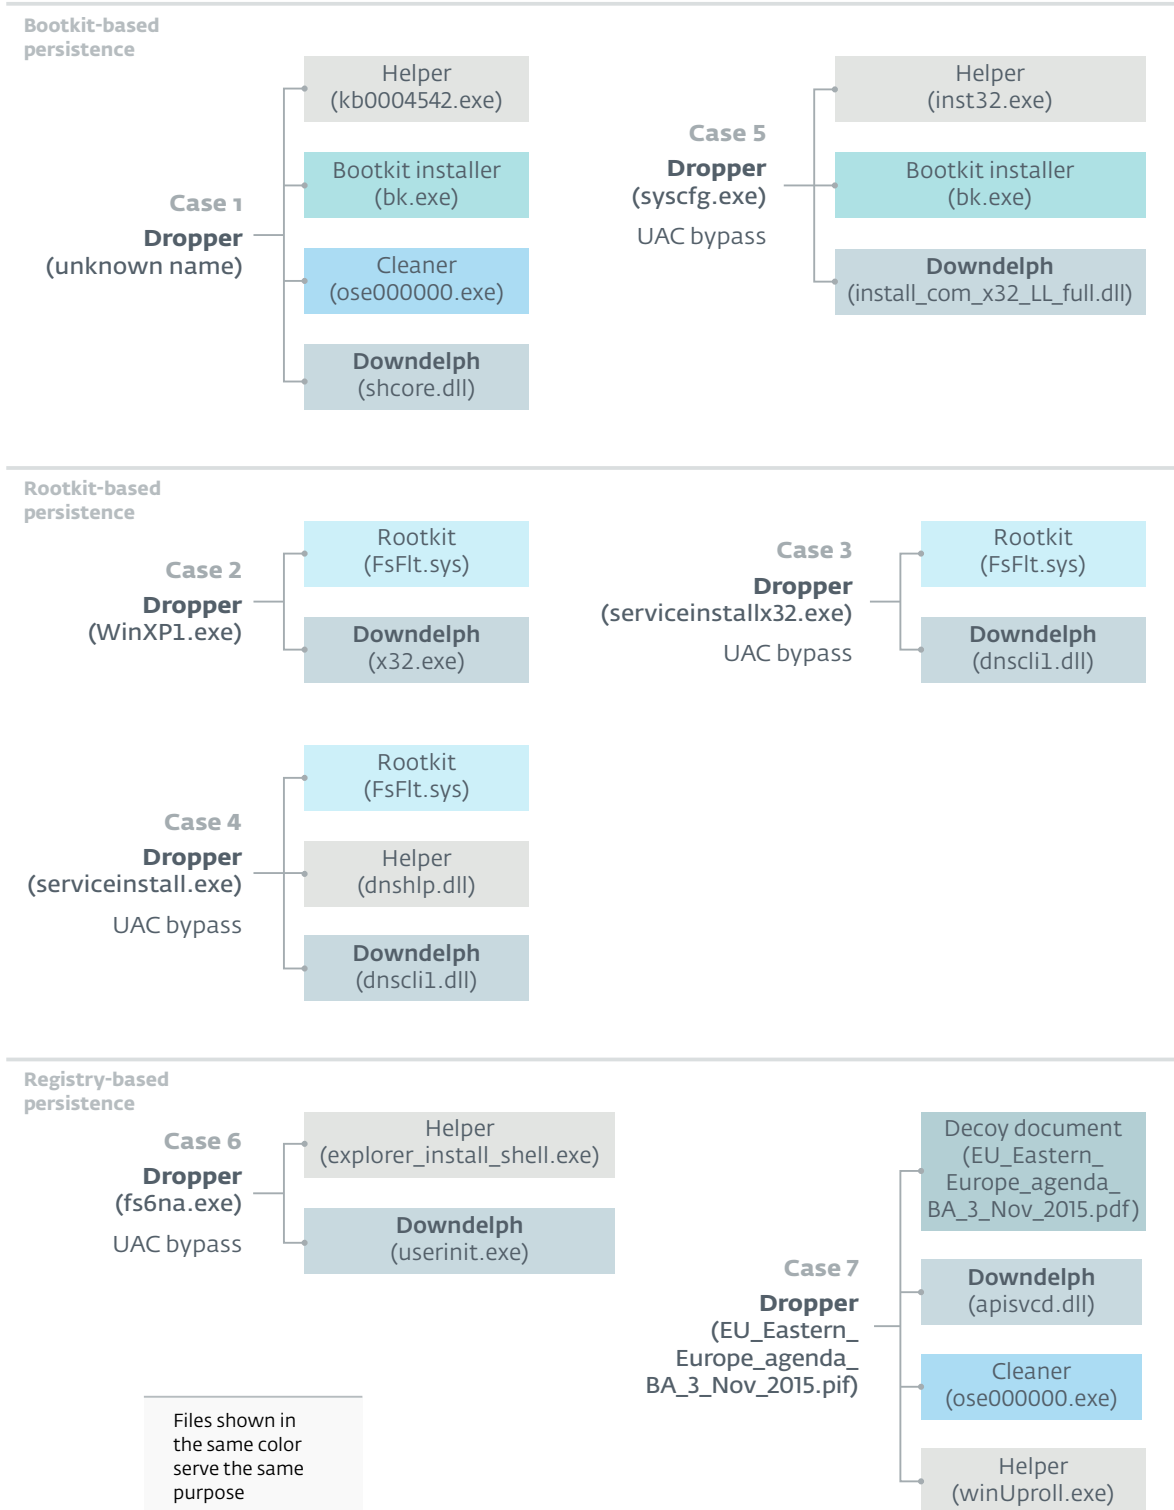 Bootkit-based
persistence
Helper
(kb0004542.exe)
Bootkit installer
(bk.exe)
Case 1
Dropper
(unknown name)
Cleaner
(ose000000.exe)
Downdelph
(shcore.dll)
Helper
(inst32.exe)
Case 5
Dropper
(syscfg.exe)
UAC bypass
Bootkit installer
(bk.exe)
Downdelph
(install_com_x32_LL_full.dll)
Rootkit-based
persistence
Rootkit
(FsFlt.sys)
Case 2
Dropper
(WinXP1.exe)
Downdelph
(x32.exe)
Rootkit
(FsFlt.sys)
Case 3
Dropper
(serviceinstallx32.exe)
UAC bypass
Downdelph
(dnscli1.dll)
Rootkit
(FsFlt.sys)
Case 4
Dropper
(serviceinstall.exe)
UAC bypass
Helper
(dnshlp.dll)
Downdelph
(dnscli1.dll)
Registry-based
persistence
Case 6
Dropper
(fs6na.exe)
UAC bypass
Helper
(explorer_install_shell.exe)
Downdelph
(userinit.exe)
Decoy document
(EU_Eastern_
Europe_agenda_
BA_3_Nov_2015.pdf)
Case 7
Dropper
(EU_Eastern_
Europe_agenda_
BA_3_Nov_2015.pif)
Downdelph
(apisvcd.dll)
Cleaner
(ose000000.exe)
Helper
(winUproll.exe)
Files shown in
the same color
serve the same
purpose